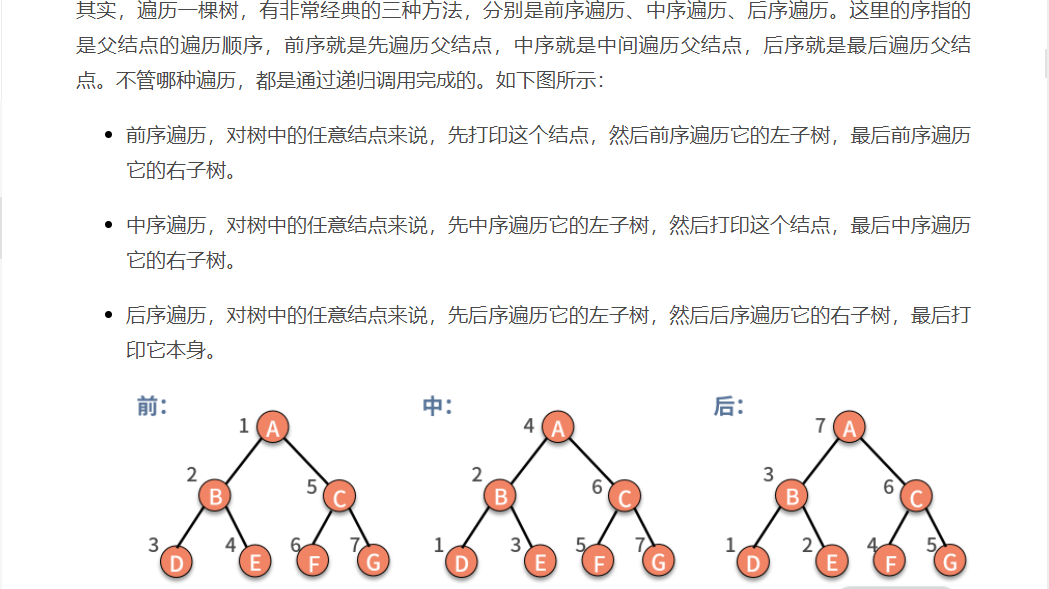 其实，遍历一棵树，有非常经典的三种方法，分别是前序遍历、中序遍历、后序遍历。这里的序指的
是父结点的遍历顺序，前序就是先遍历父结点，中序就是中间遍历父结点，后序就是最后遍历父结
点。不管哪种遍历，都是通过递归调用完成的。如下图所示：
前序遍历，对树中的任意结点来说，先打印这个结点，然后前序遍历它的左子树，最后前序遍历
它的右子树。
中序遍历，对树中的任意结点来说，先中序遍历它的左子树，然后打印这个结点，最后中序遍历
它的右子树。
后序遍历，对树中的任意结点来说，先后序遍历它的左子树，然后后序遍历它的右子树，最后打
印它本身。
前：
1 A
2 B 5 C
3 D 4 E 6 F 7 G
中：
4 A
2 B 6 C
1 D 3 E 5 F 7 G
后：
7 A
3 B 6 C
1 D 2 E 4 F 5 G